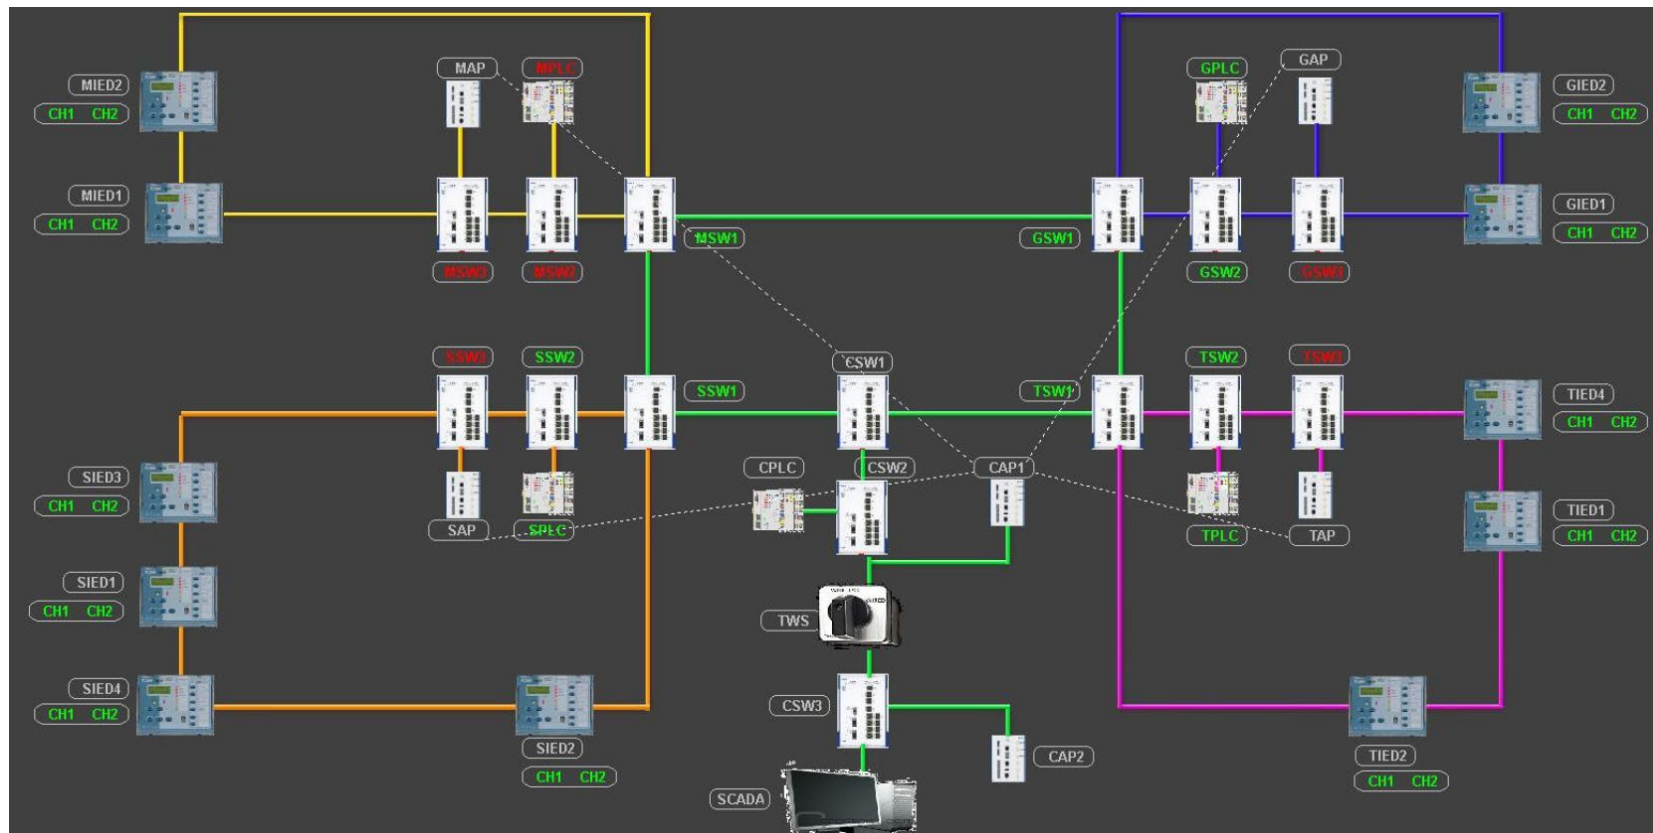 MAP
MPLC
GPLC
GAP
MIED2
CH1 CH2
GIED2
CH1 CH2
MIED1
CH1 CH2
GIED1
CH1 CH2
MSW3
MSW2
MSW1
GSW1
GSW2
GSW3
SSW3
SSW2
SSW1
CSW1
TSW1
TSW2
TSW3
TIED4
CH1 CH2
SIED3
CH1 CH2
CPLC
CSW2
CAP1
SAP
SPLC
TPLC
TAP
TIED1
CH1 CH2
SIED1
CH1 CH2
TWS
SIED4
CH1 CH2
CSW3
SIED2
CH1 CH2
CAP2
TIED2
CH1 CH2
SCADA